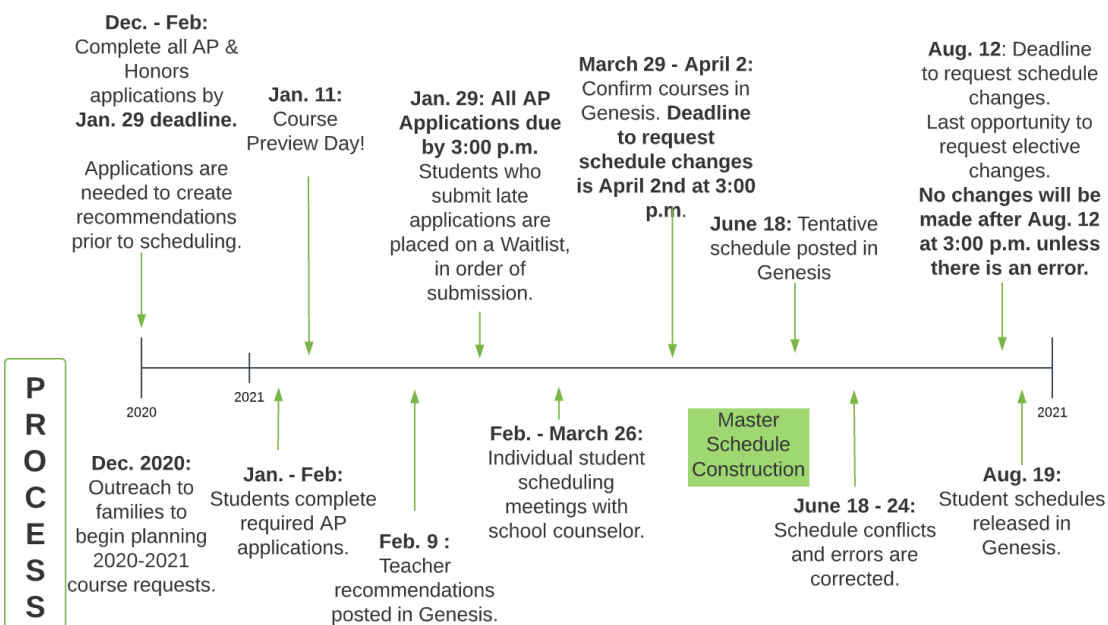 Dec. - Feb:
Complete all AP &
Honors
applications by
Jan. 29 deadline.
Applications are
needed to create
recommendations
prior to scheduling.
Jan. 11:
Course
Preview Day!
Jan. 29: All AP
Applications due
by 3:00 p.m.
Students who
submit late
applications are
placed on a Waitlist,
in order of
submission.
March 29 - April 2:
Confirm courses in
Genesis. Deadline
to request
schedule changes
is April 2nd at 3:00
p.m.
June 18: Tentative
schedule posted in
Genesis
Aug. 12: Deadline
to request schedule
changes.
Last opportunity to
request elective
changes.
No changes will be
made after Aug. 12
at 3:00 p.m. unless
there is an error.
2020
2021
2021
P
R
O
C
E
S
S
Dec. 2020:
Outreach to
families to
begin planning
2020-2021
course requests.
Jan. - Feb:
Students complete
required AP
applications.
Feb. 9 :
Teacher
recommendations
posted in Genesis.
Feb. - March 26:
Individual student
scheduling
meetings with
school counselor.
Master
Schedule
Construction
June 18 - 24:
Schedule conflicts
and errors are
corrected.
Aug. 19:
Student schedules
released in
Genesis.